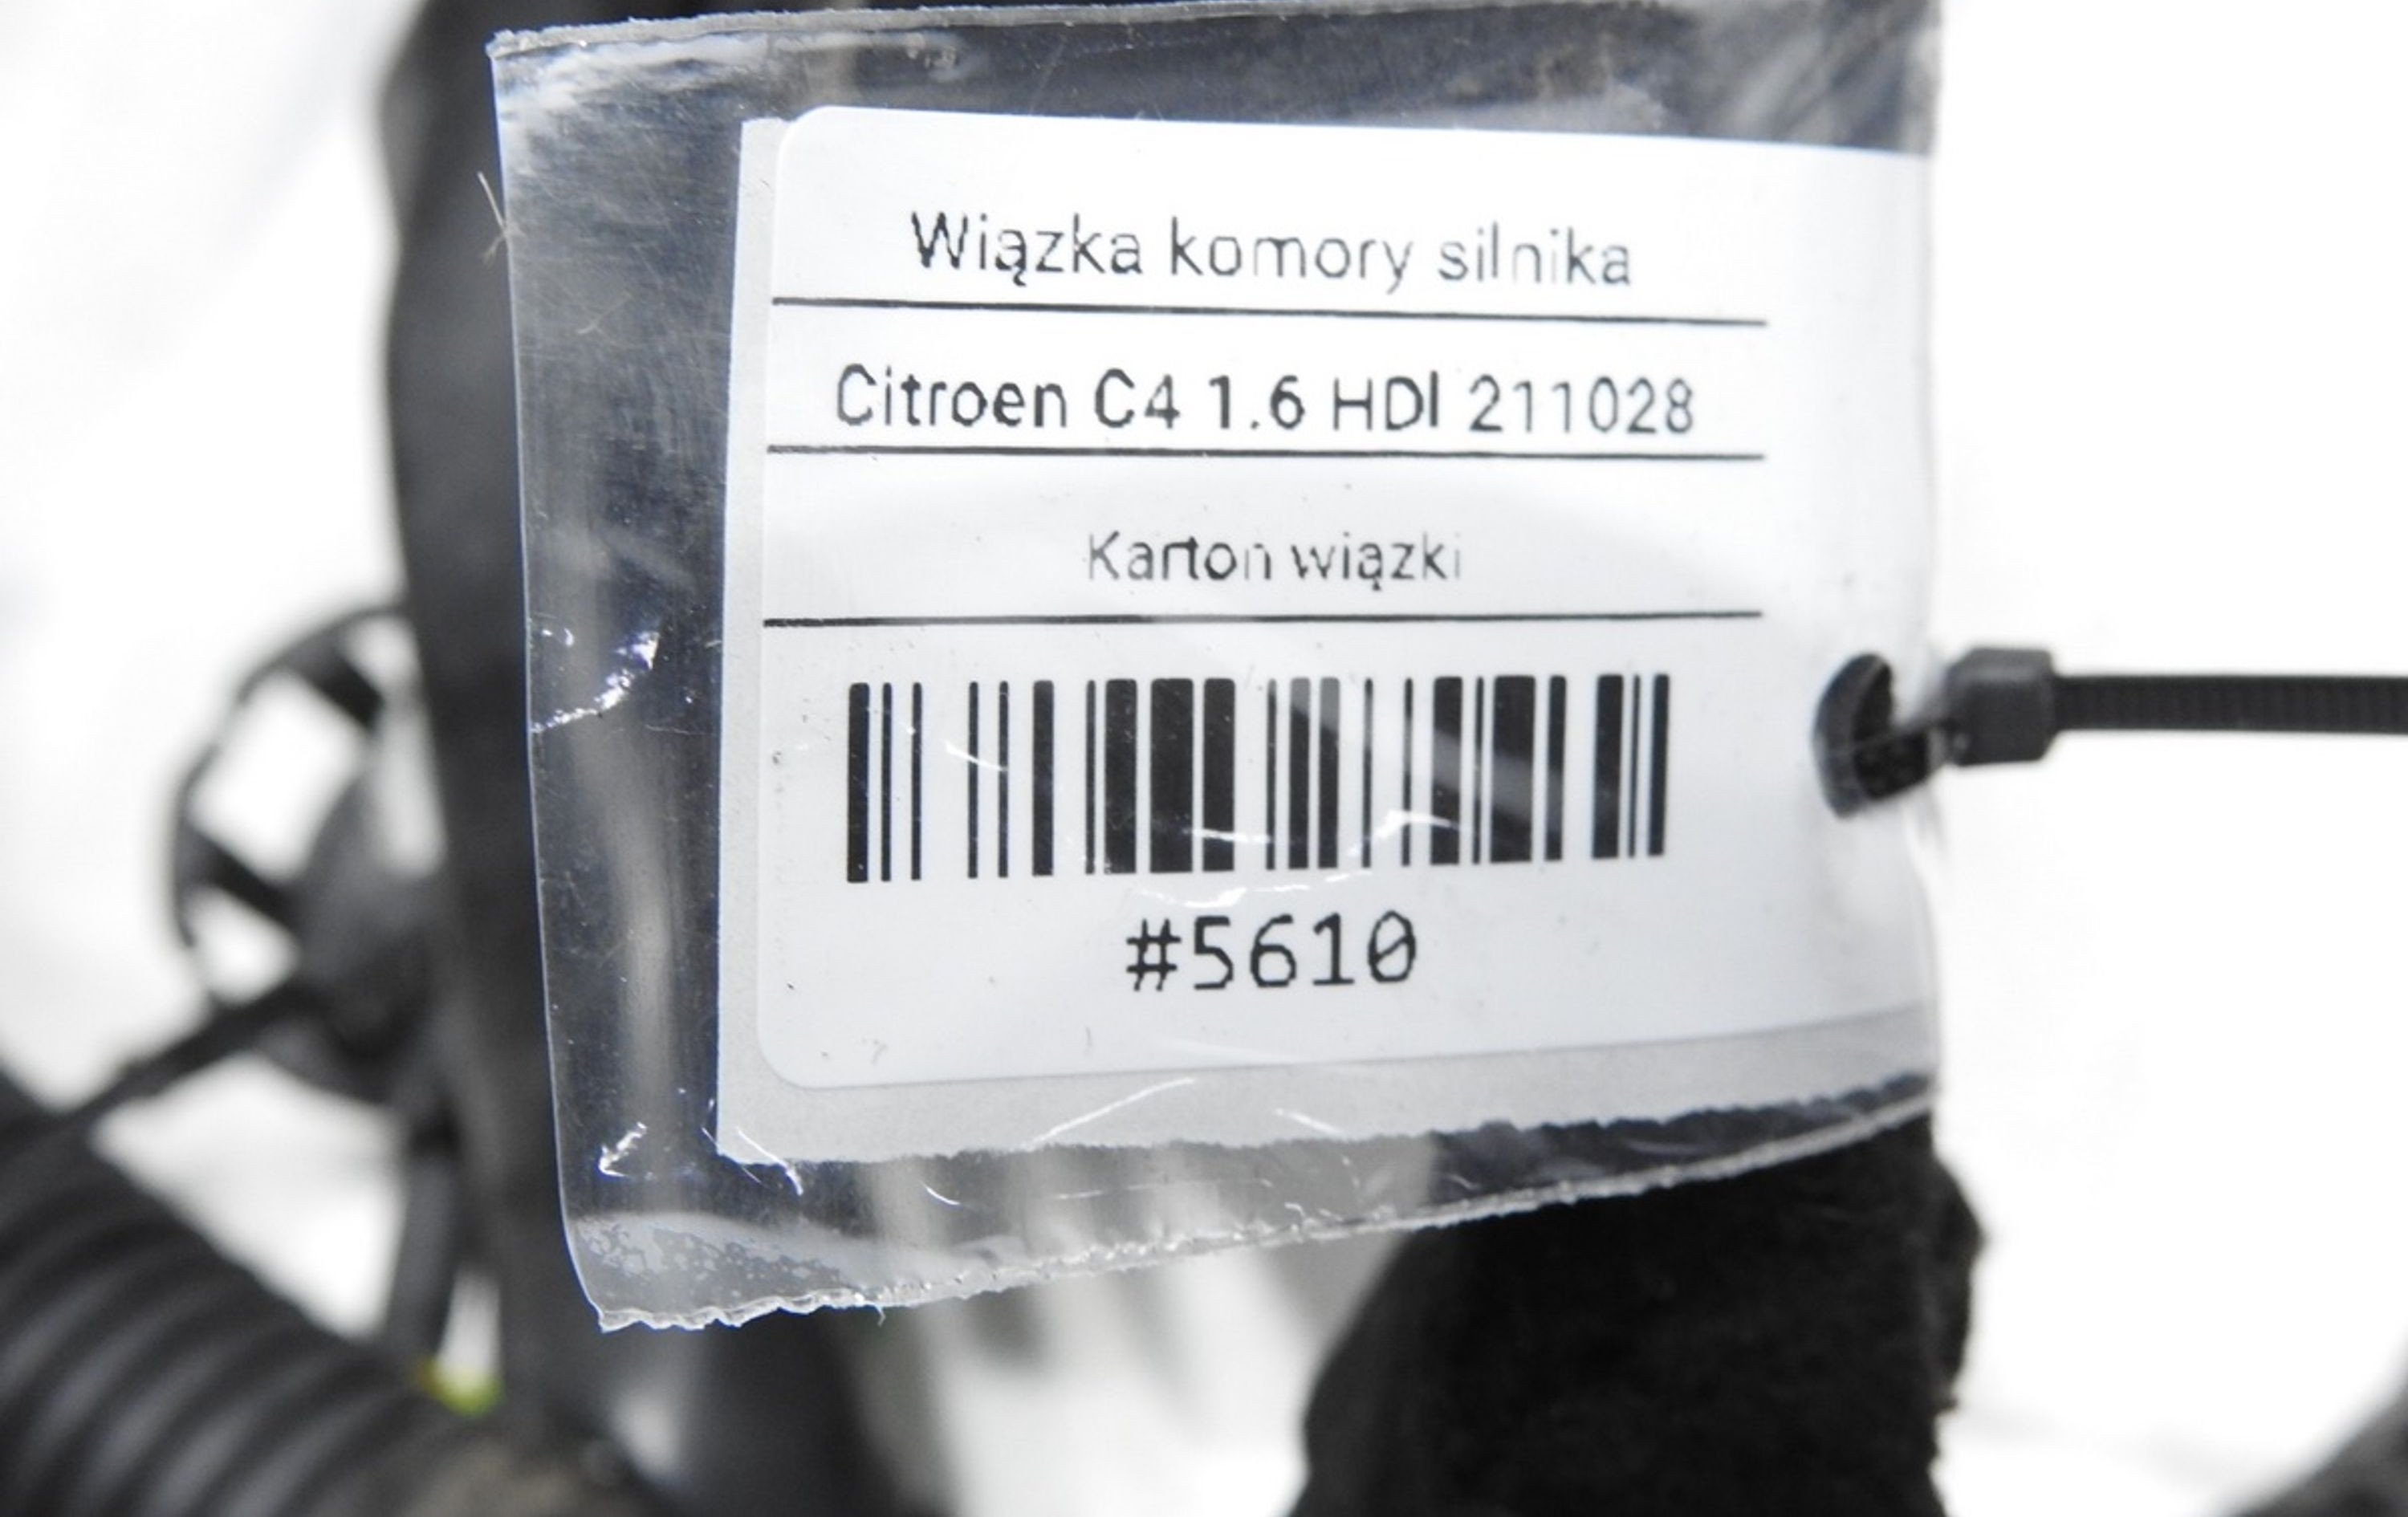 Wiązka komory silnika
Citroen C4 1.6 HDI 211028
Karton wiązki
#5610